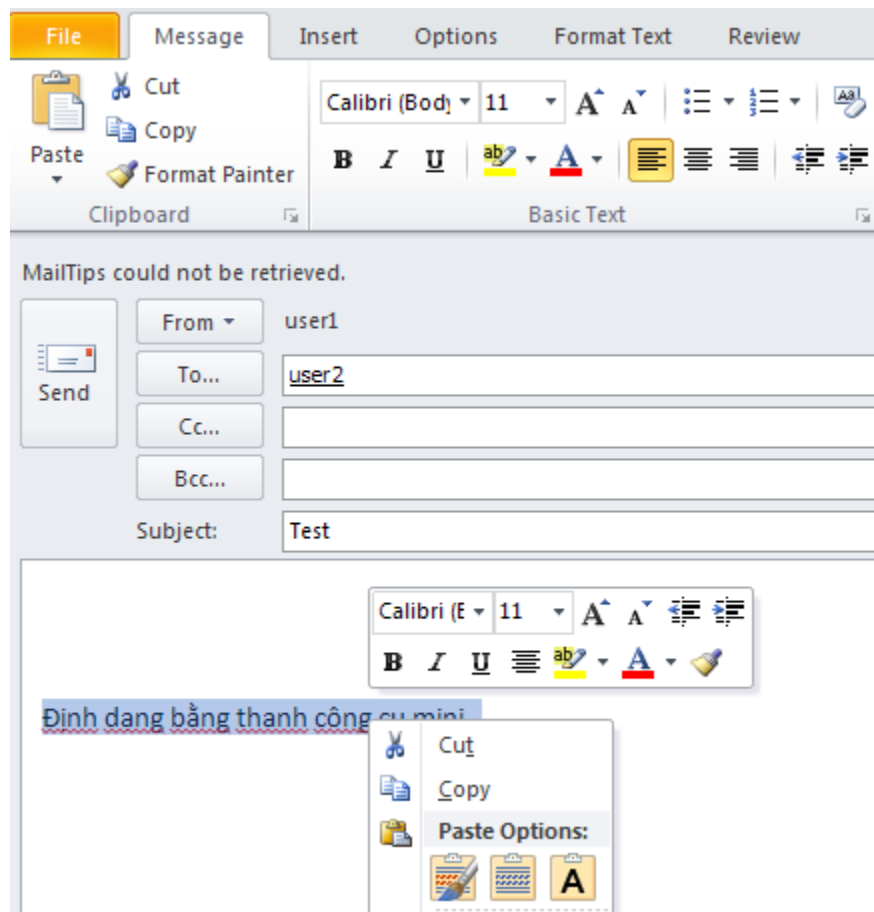 File Message Insert Options Format Text Review
Cut
Calibri (Body 11
Copy
Paste
Format Painter
Clipboard Basic Text
MailTips could not be retrieved.
From user1
Send
To... user2
Cc...
Bcc...
Subject: Test
Calibri (E 11
Định dạng bằng thanh công cụ mini
Cut
Copy
Paste Options: